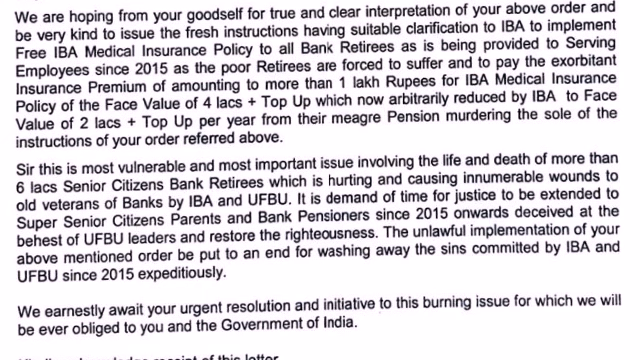 We are hoping from your goodself for true and clear interpretation of your above order and
be very kind to issue the fresh instructions having suitable clarification to IBA to implement
Free IBA Medical Insurance Policy to all Bank Retirees as is being provided to Serving
Employees since 2015 as the poor Retirees are forced to suffer and to pay the exorbitant
Insurance Premium of amounting to more than 1 lakh Rupees for IBA Medical Insurance
Policy of the Face Value of 4 lacs + Top Up which now arbitrarily reduced by IBA to Face
Value of 2 lacs + Top Up per year from their meagre Pension murdering the sole of the
instructions of your order referred above.
Sir this is most vulnerable and most important issue involving the life and death of more than
6 lacs Senior Citizens Bank Retirees which is hurting and causing innumerable wounds to
old veterans of Banks by IBA and UFBU. It is demand of time for justice to be extended to
Super Senior Citizens Parents and Bank Pensioners since 2015 onwards deceived at the
behest of UFBU leaders and restore the righteousness. The unlawful implementation of your
above mentioned order be put to an end for washing away the sins committed by IBA and
UFBU since 2015 expeditiously.
We earnestly await your urgent resolution and initiative to this burning issue for which we will
be ever obliged to you and the Government of India.
receipt of this letter